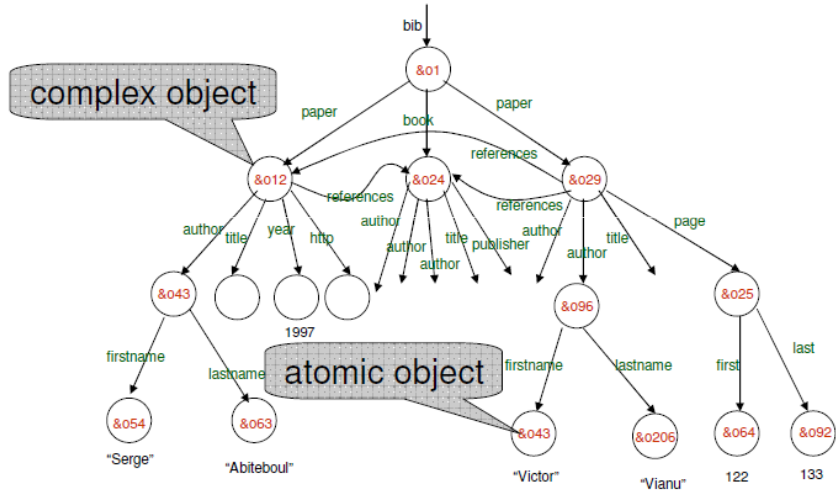 bib
&o1
complex object
paper
book
paper
references
&o12
references
&o24
references
&o29
author
title
year
http
author
author
author
title
publisher
author
author
title
page
&o43
1997
&o96
&o25
firstname
lastname
atomic object
firstname
lastname
first
last
&o54
&o63
&o43
&o206
&o64
&o92
"Serge"
"Abiteboul"
"Victor"
"Vianu"
122
133